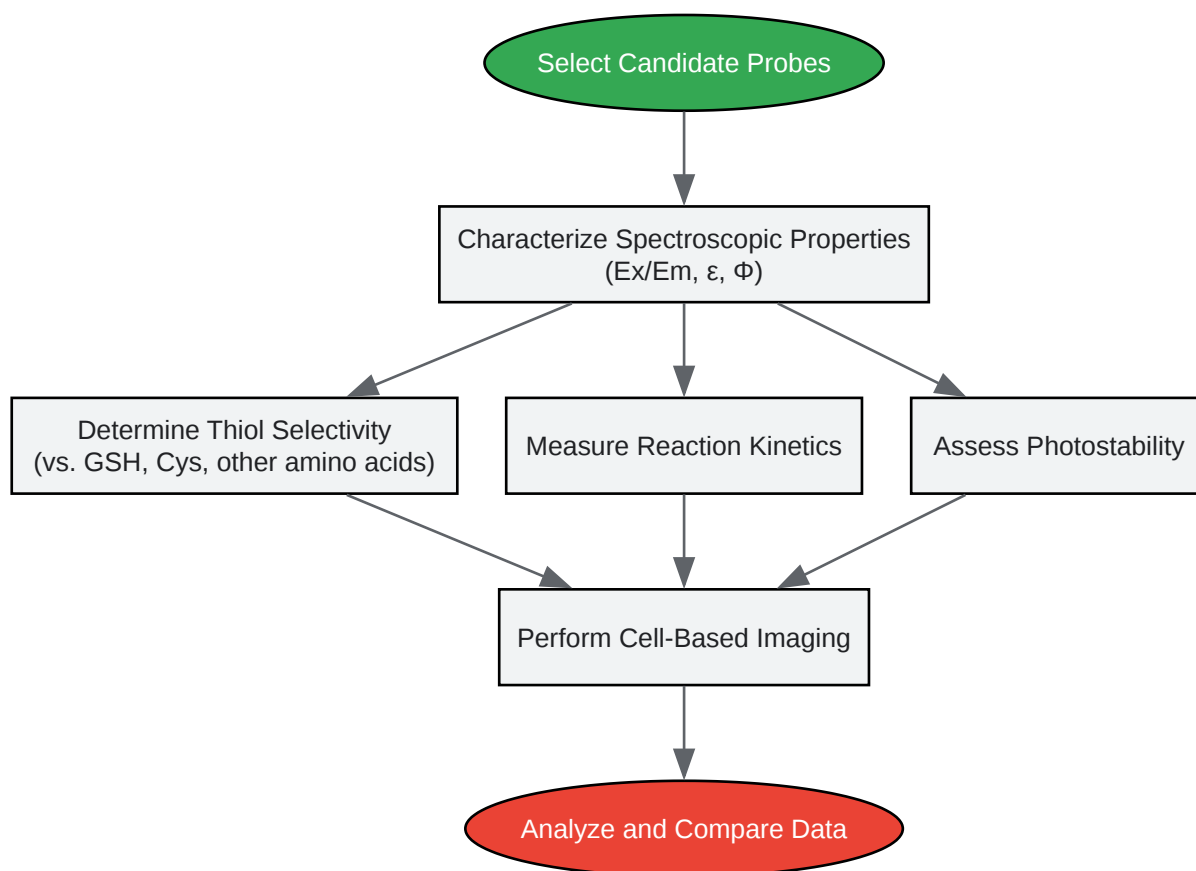 Select Candidate Probes
Characterize Spectroscopic Properties
(Ex/Em, ε, Φ)
Determine Thiol Selectivity
(vs. GSH, Cys, other amino acids)
Measure Reaction Kinetics
Assess Photostability
Perform Cell-Based Imaging
Analyze and Compare Data